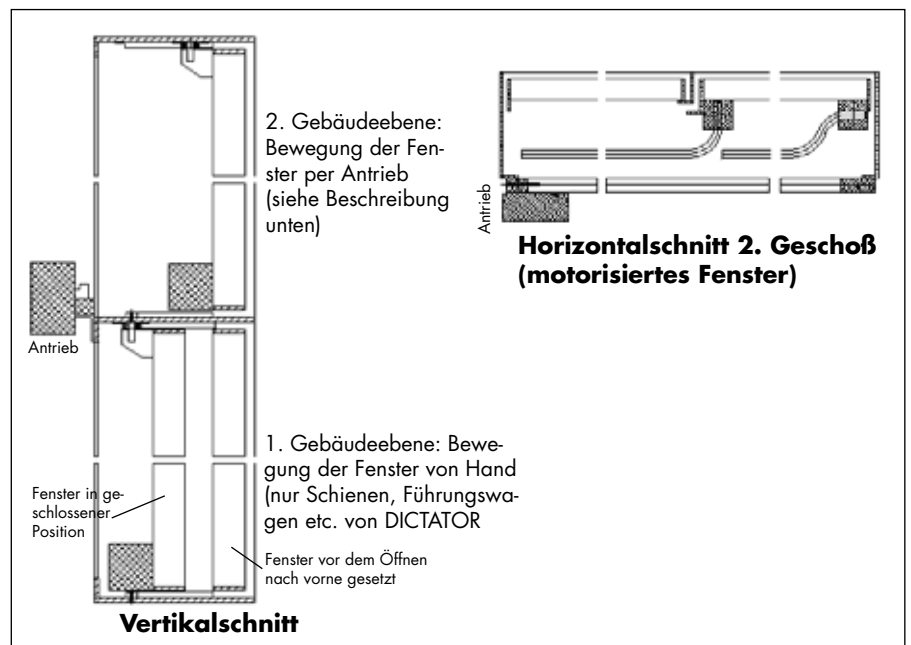 2. Gebäudeebene:
Bewegung der Fen-
ster per Antrieb
(siehe Beschreibung
unten)
Antrieb
Horizontalschnitt 2. Geschoß
(motorisiertes Fenster)
Antrieb
1. Gebäudeebene: Bewe-
gung der Fenster von Hand
(nur Schienen, Führungswa-
gen etc. von DICTATOR
Fenster in ge-
schlossener
Position
Fenster vor dem Öffnen
nach vorne gesetzt
Vertikalschnitt